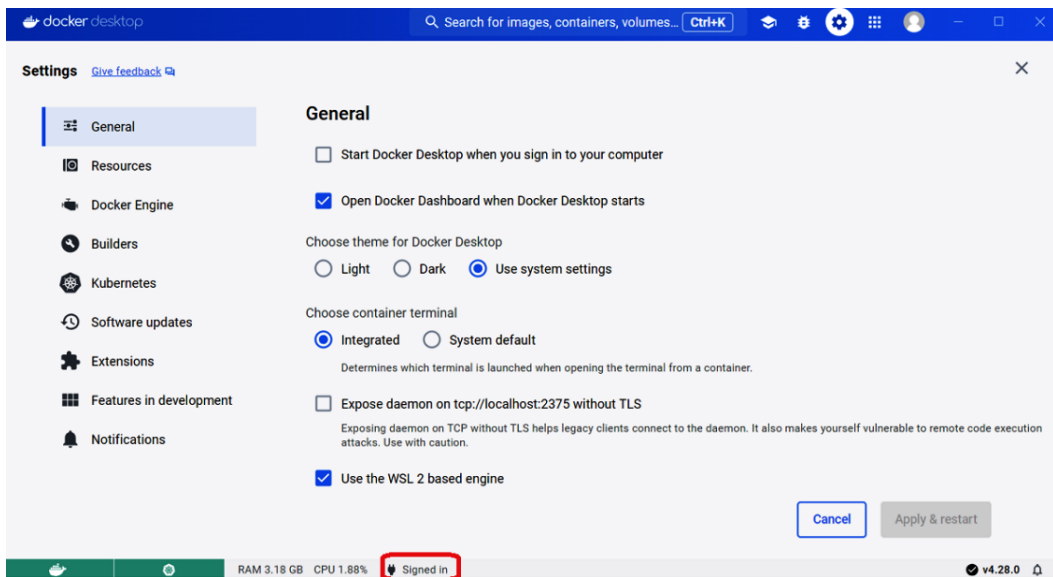 docker desktop
Search for images, containers, volumes... Ctrl+K
Settings Give feedback
General
Resources
Docker Engine
Builders
Kubernetes
Software updates
Extensions
Features in development
Notifications
General
Start Docker Desktop when you sign in to your computer
Open Docker Dashboard when Docker Desktop starts
Choose theme for Docker Desktop
Light Dark Use system settings
Choose container terminal
Integrated System default
Determines which terminal is launched when opening the terminal from a container.
Expose daemon on tcp://localhost:2375 without TLS
Exposing daemon on TCP without TLS helps legacy clients connect to the daemon. It also makes yourself vulnerable to remote code execution
attacks. Use with caution.
Use the WSL 2 based engine
Cancel Apply & restart
RAM 3.18 GB CPU 1.88% Signed in v4.28.0